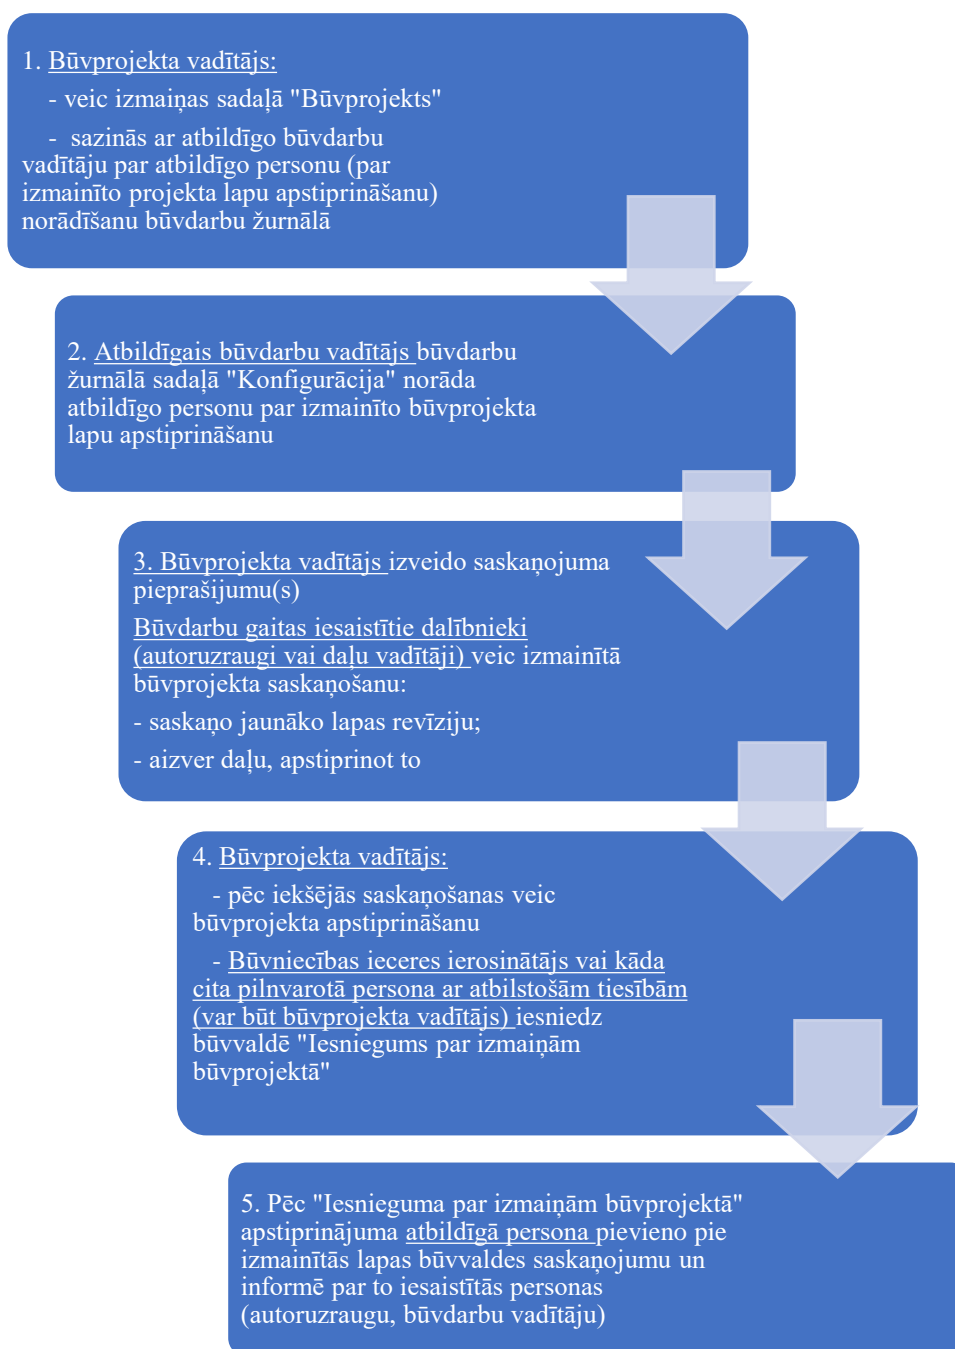 1. Būvprojekta vadītājs:
- veic izmaiņas sadaļā "Būvprojekts"
- sazinās ar atbildīgo būvdarbu
vadītāju par atbildīgo personu (par
izmainīto projekta lapu apstiprināšanu)
norādīšanu būvdarbu žurnālā
2. Atbildīgais būvdarbu vadītājs būvdarbu
žurnālā sadaļā "Konfigurācija" norāda
atbildīgo personu par izmainīto būvprojekta
lapu apstiprināšanu
3. Būvprojekta vadītājs izveido saskaņojuma
pieprašijumu(s)
Būvdarbu gaitas iesaistītie dalībnieki
(autoruzraugi vai daļu vadītāji) veic izmainītā
būvprojekta saskaņošanu:
- saskaņo jaunāko lapas revīziju;
- aizver daļu, apstiprinot to
4. Būvprojekta vadītājs:
- pēc iekšējās saskaņošanas veic
būvprojekta apstiprināšanu
- Būvniecības ieceres ierosinātājs vai kāda
cita pilnvarotā persona ar atbilstošām tiesībām
(var būt būvprojekta vadītājs) iesniedz
būvvaldē "Iesniegums par izmaiņām
būvprojektā"
5. Pēc "Iesnieguma par izmaiņām būvprojektā"
apstiprinājuma atbildīgā persona pievieno pie
izmainītās lapas būvvaldes saskaņojumu un
informē par to iesaistītās personas
(autoruzraugu, būvdarbu vadītāju)